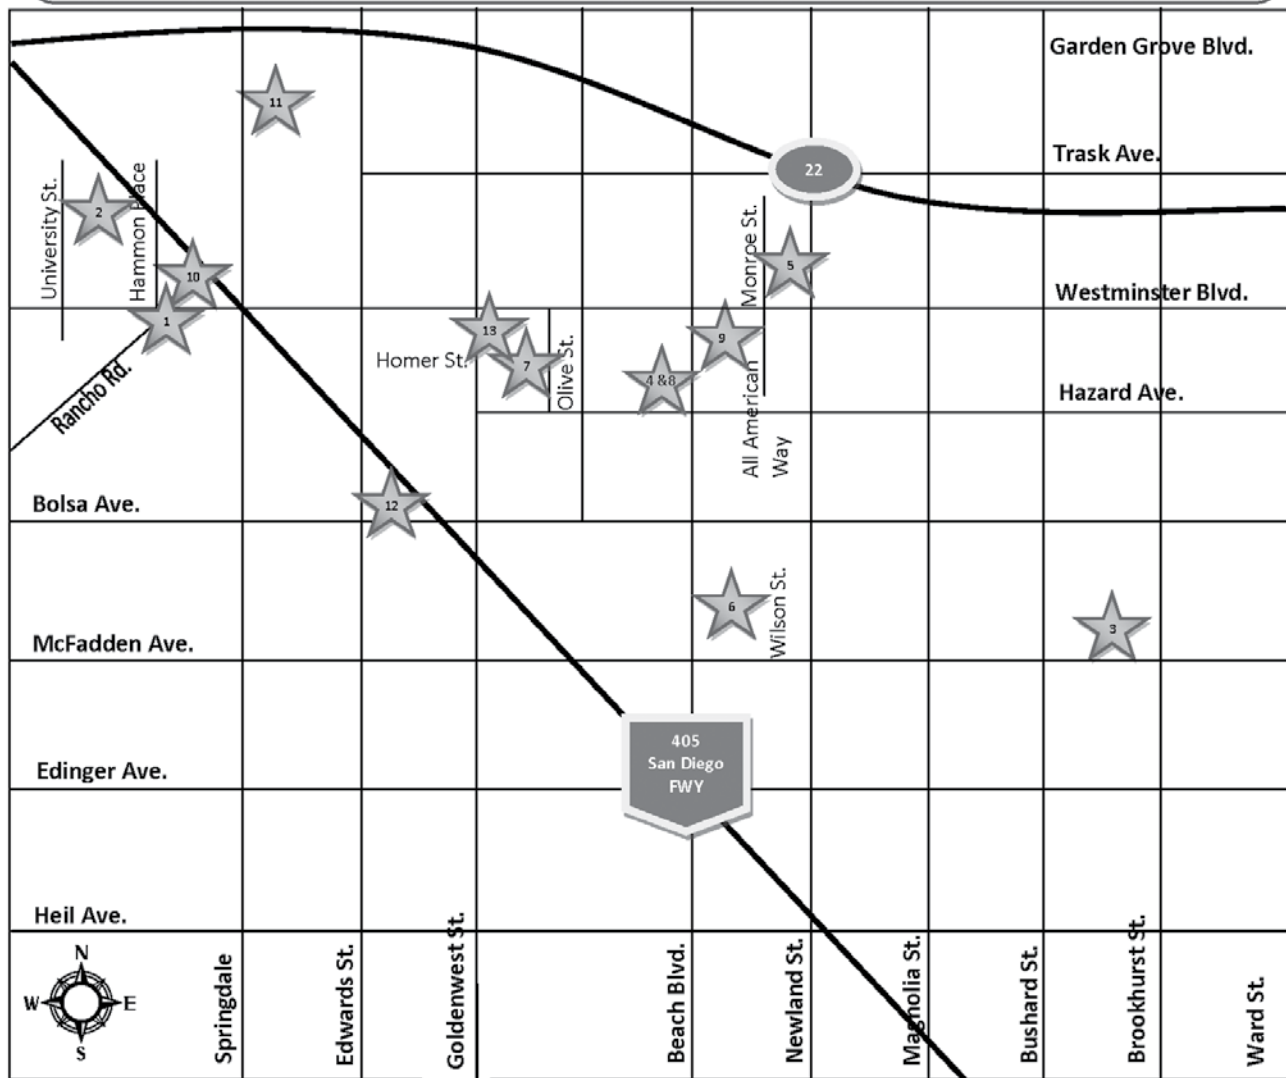 Garden Grove Blvd.
11
Trask Ave.
22
University St.
2
Hammon Place
Monroe St.
5
10
Westminster Blvd.
1
13
9
Homer St.
7
Olive St.
4 &8
Rancho Rd.
Hazard Ave.
All American
Way
Bolsa Ave.
12
6
Wilson St.
3
McFadden Ave.
405
San Diego
FWY
Edinger Ave.
Heil Ave.
N
W
E
S
Springdale
Edwards St.
Goldenwest St.
Beach Blvd.
Newland St.
Magnolia St.
Bushard St.
Brookhurst St.
Ward St.